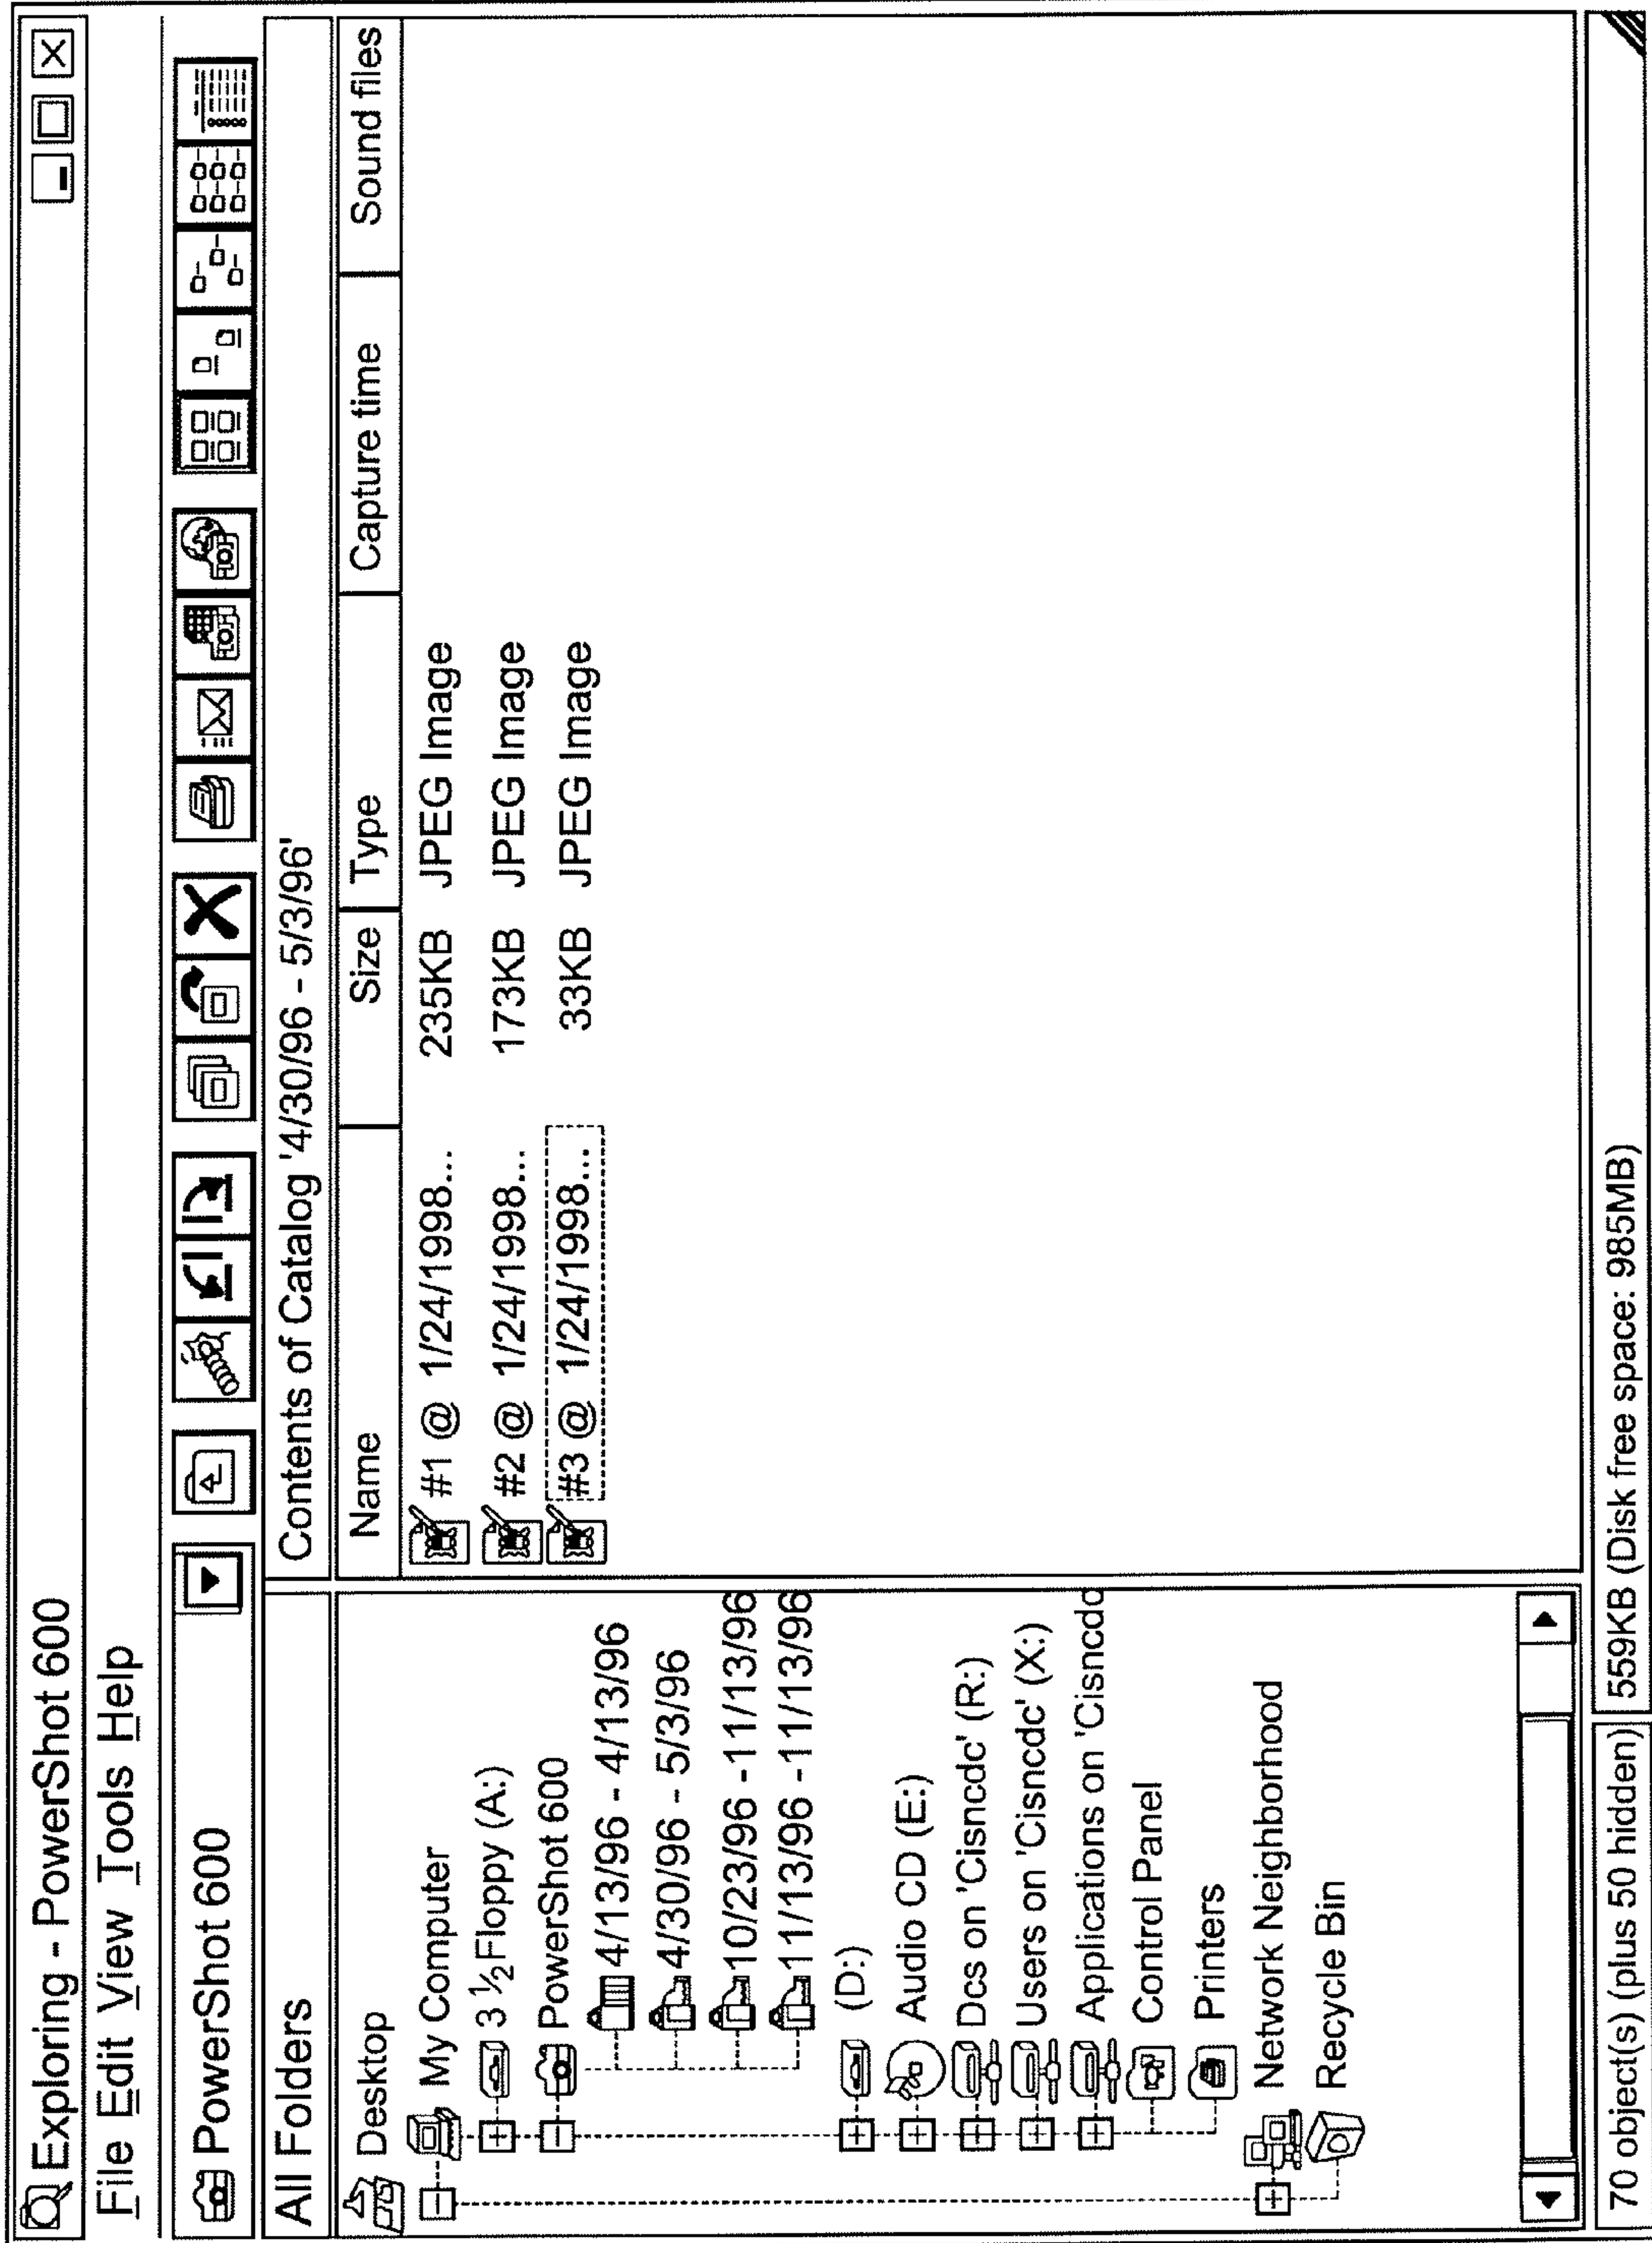 Exploring - PowerShot 600
File Edit View Tools Help
PowerShot 600
All Folders
Contents of Catalog '4/30/96 - 5/3/96'
Desktop
My Computer
3 ½ Floppy (A:)
PowerShot 600
4/13/96 - 4/13/96
4/30/96 - 5/3/96
10/23/96 -11/13/96
11/13/96 -11/13/96
(D:)
Audio CD (E:)
Dcs on 'Cisncdc' (R:)
Users on 'Cisncdc' (X:)
Applications on 'Cisncdc
Control Panel
Printers
Network Neighborhood
Recycle Bin
Name Size Type Capture time Sound files
#1 @ 1/24/1998... 235KB JPEG Image
#2 @ 1/24/1998... 173KB JPEG Image
#3 @ 1/24/1998... 33KB JPEG Image
70 object(s) (plus 50 hidden) 559KB (Disk free space: 985MB)